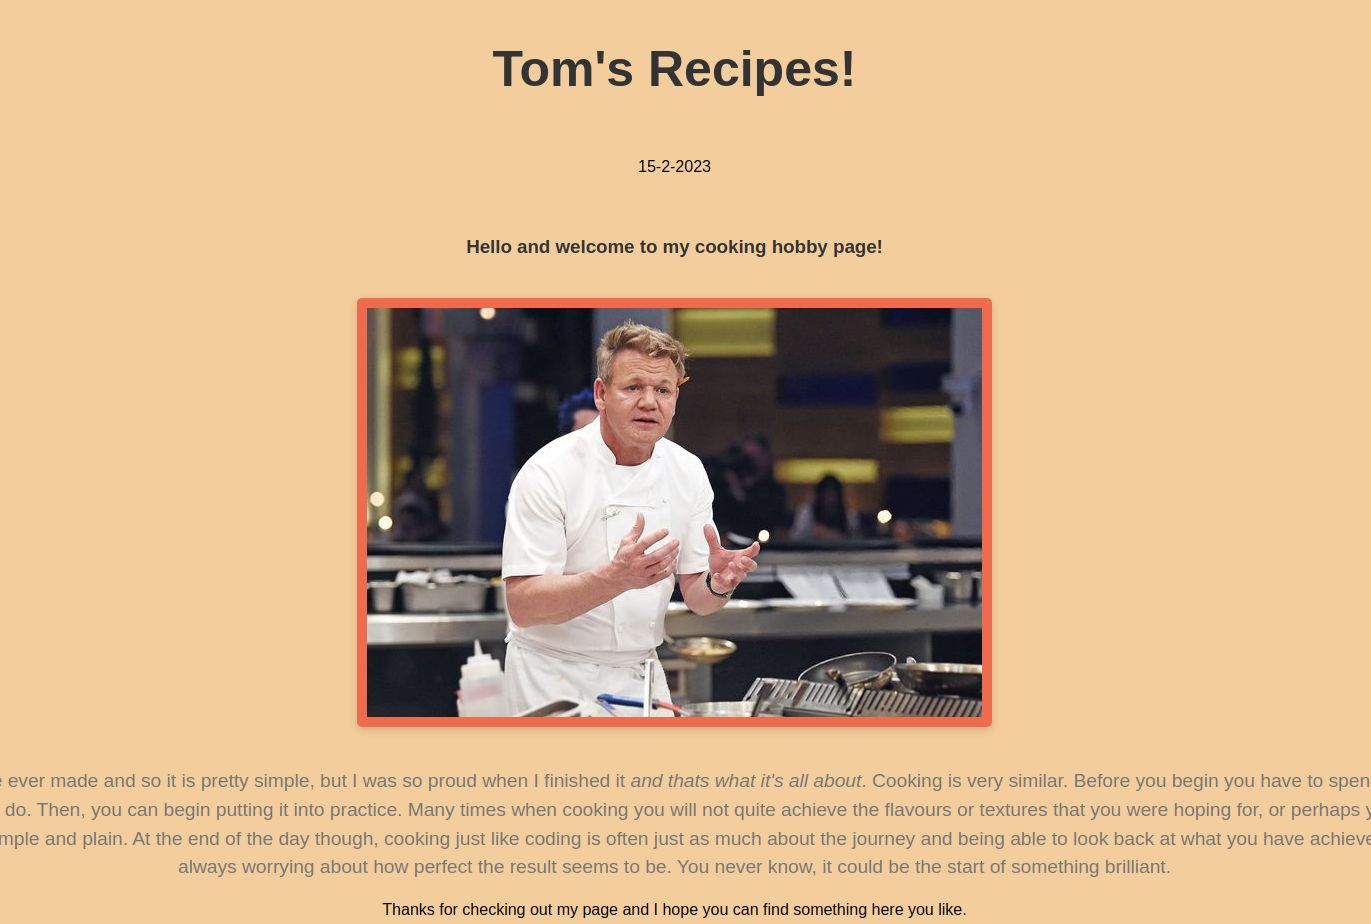 Tom's Recipes!
15-2-2023
Hello and welcome to my cooking hobby page!
ever made and so it is pretty simple, but I was so proud when I finished it and thats what it's all about. Cooking is very similar. Before you begin you have to
do. Then, you can begin putting it into practice. Many times when cooking you will not quite achieve the flavours or textures that you were hoping for, or perhaps
and plain. At the end of the day though, cooking just like coding is often just as much about the journey and being able to look back at what you have
always worrying about how perfect the result seems to be. You never know, it could be the start of something brilliant.
Thanks for checking out my page and I hope you can find something here you like.